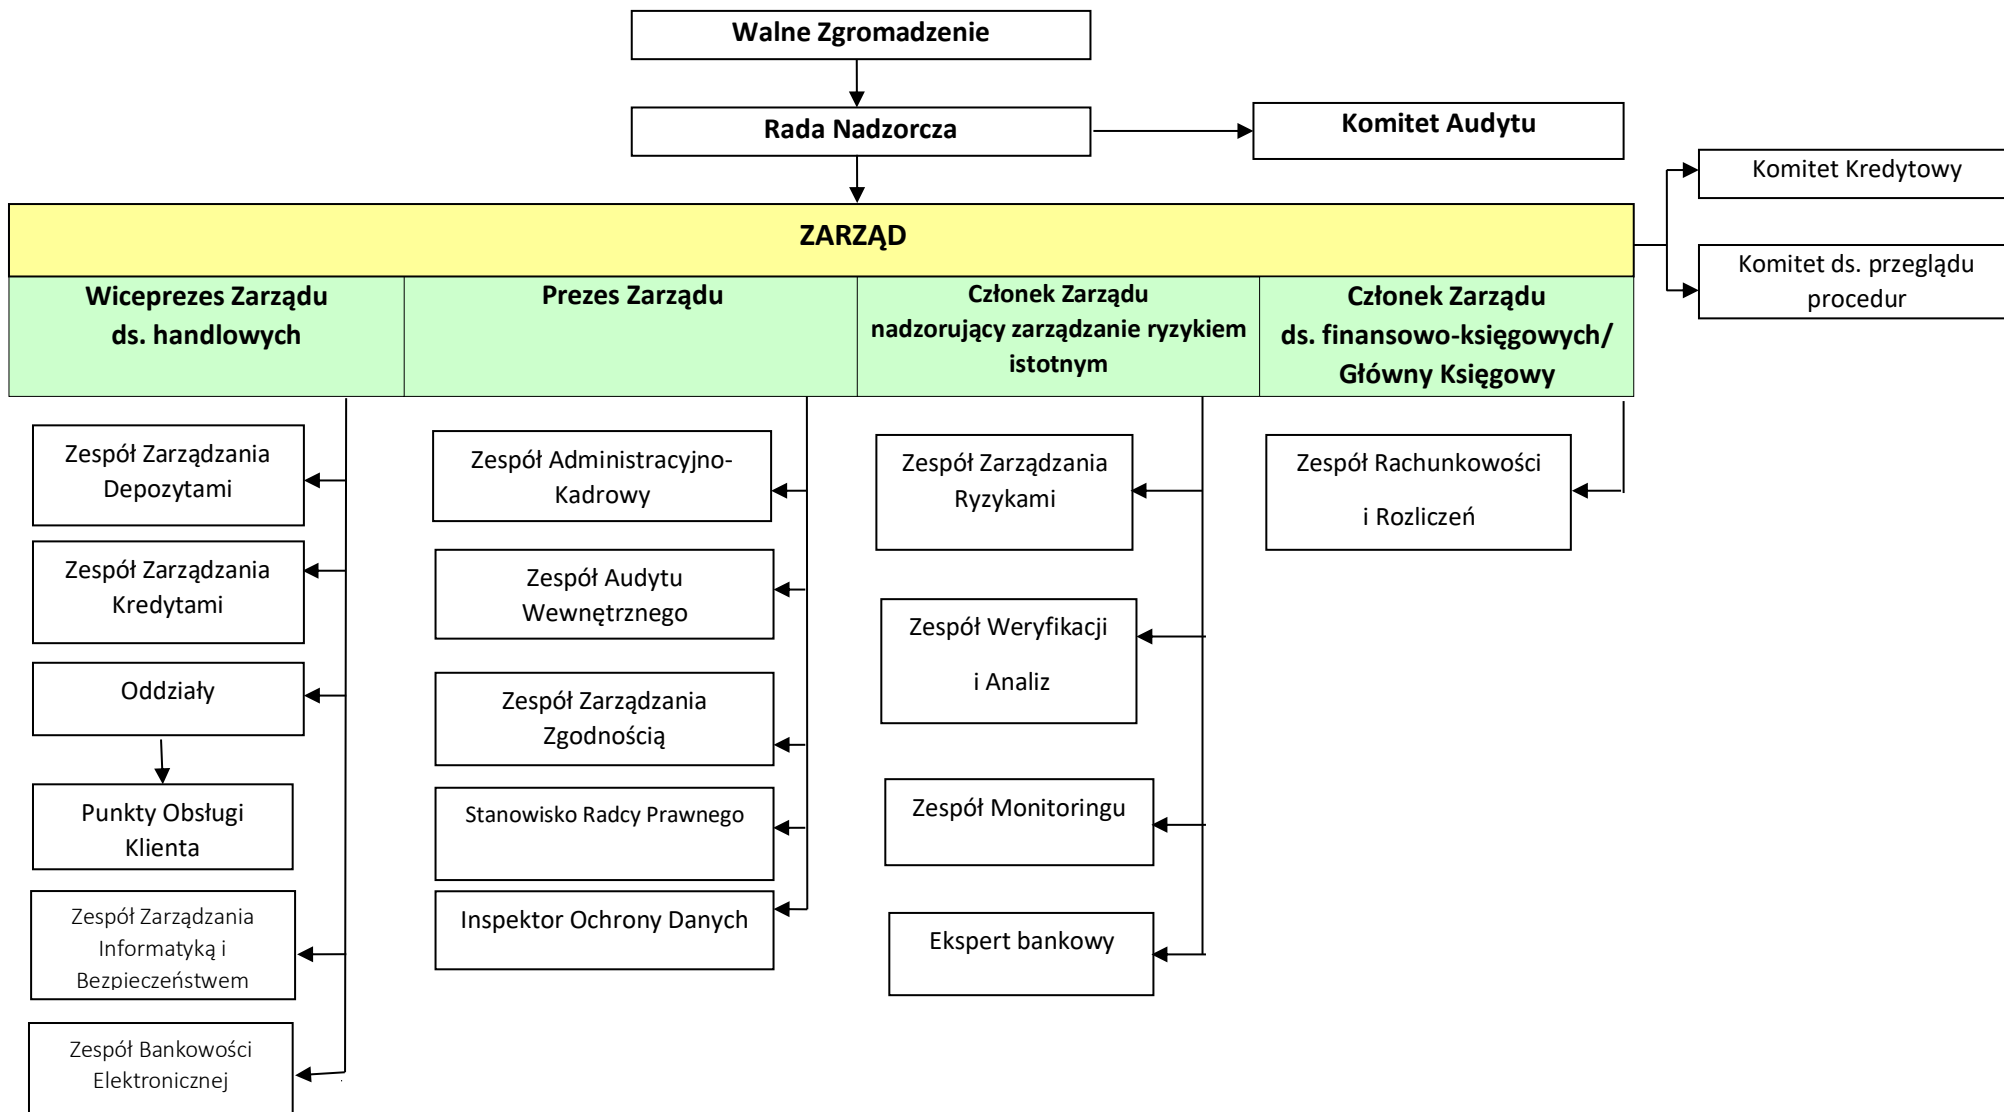 Walne Zgromadzenie
Rada Nadzorcza
Komitet Audytu
Komitet Kredytowy
Komitet ds. przeglądu
procedur
ZARZĄD
Wiceprezes Zarządu
ds. handlowych
Prezes Zarządu
Członek Zarządu
nadzorujący zarządzanie ryzykiem
istotnym
Członek Zarządu
ds. finansowo-księgowych/
Główny Księgowy
Zespół Zarządzania
Depozytami
Zespół Zarządzania
Kredytami
Oddziały
Punkty Obsługi
Klienta
Zespół Zarządzania
Informatyką i
Bezpieczeństwem
Zespół Bankowości
Elektronicznej
Zespół Administracyjno-
Kadrowy
Zespół Audytu
Wewnętrznego
Zespół Zarządzania
Zgodnością
Stanowisko Radcy Prawnego
Inspektor Ochrony Danych
Zespół Zarządzania
Ryzykami
Zespół Weryfikacji
i Analiz
Zespół Monitoringu
Ekspert bankowy
Zespół Rachunkowości
i Rozliczeń